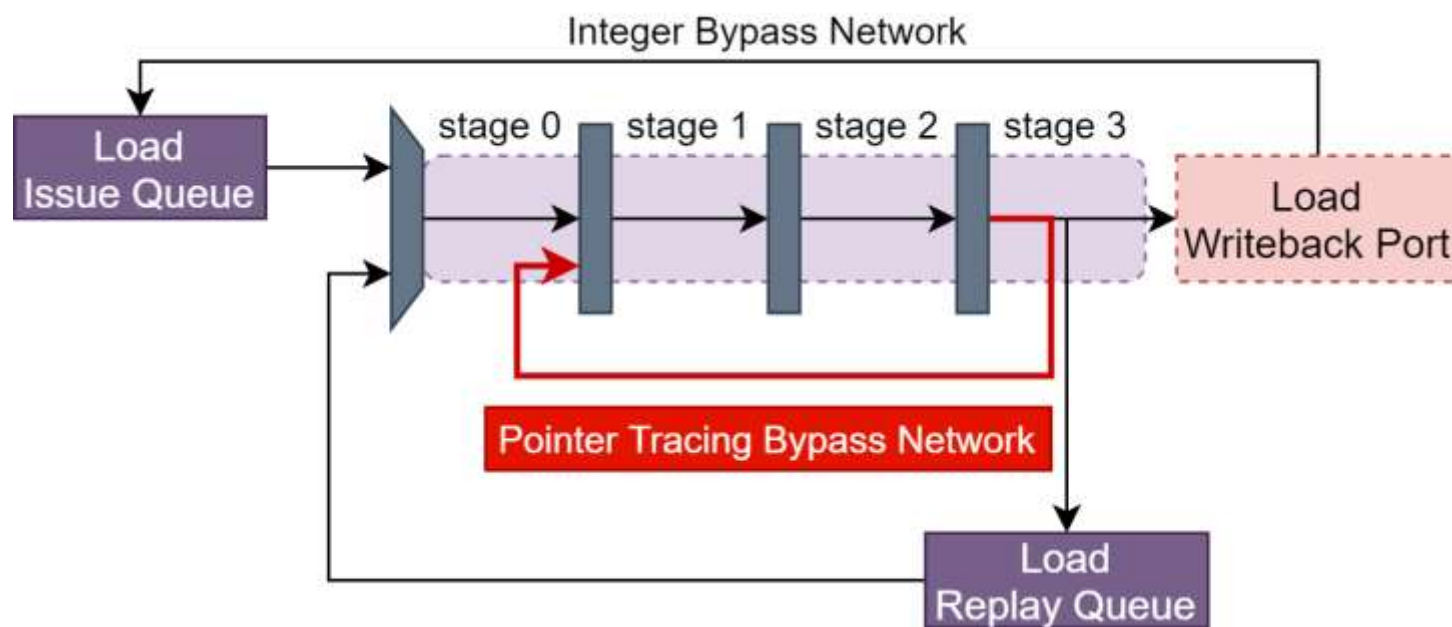 Integer Bypass Network
Load
Issue Queue
stage 0
stage 1
stage 2
stage 3
Load
Writeback Port
Pointer Tracing Bypass Network
Load
Replay Queue